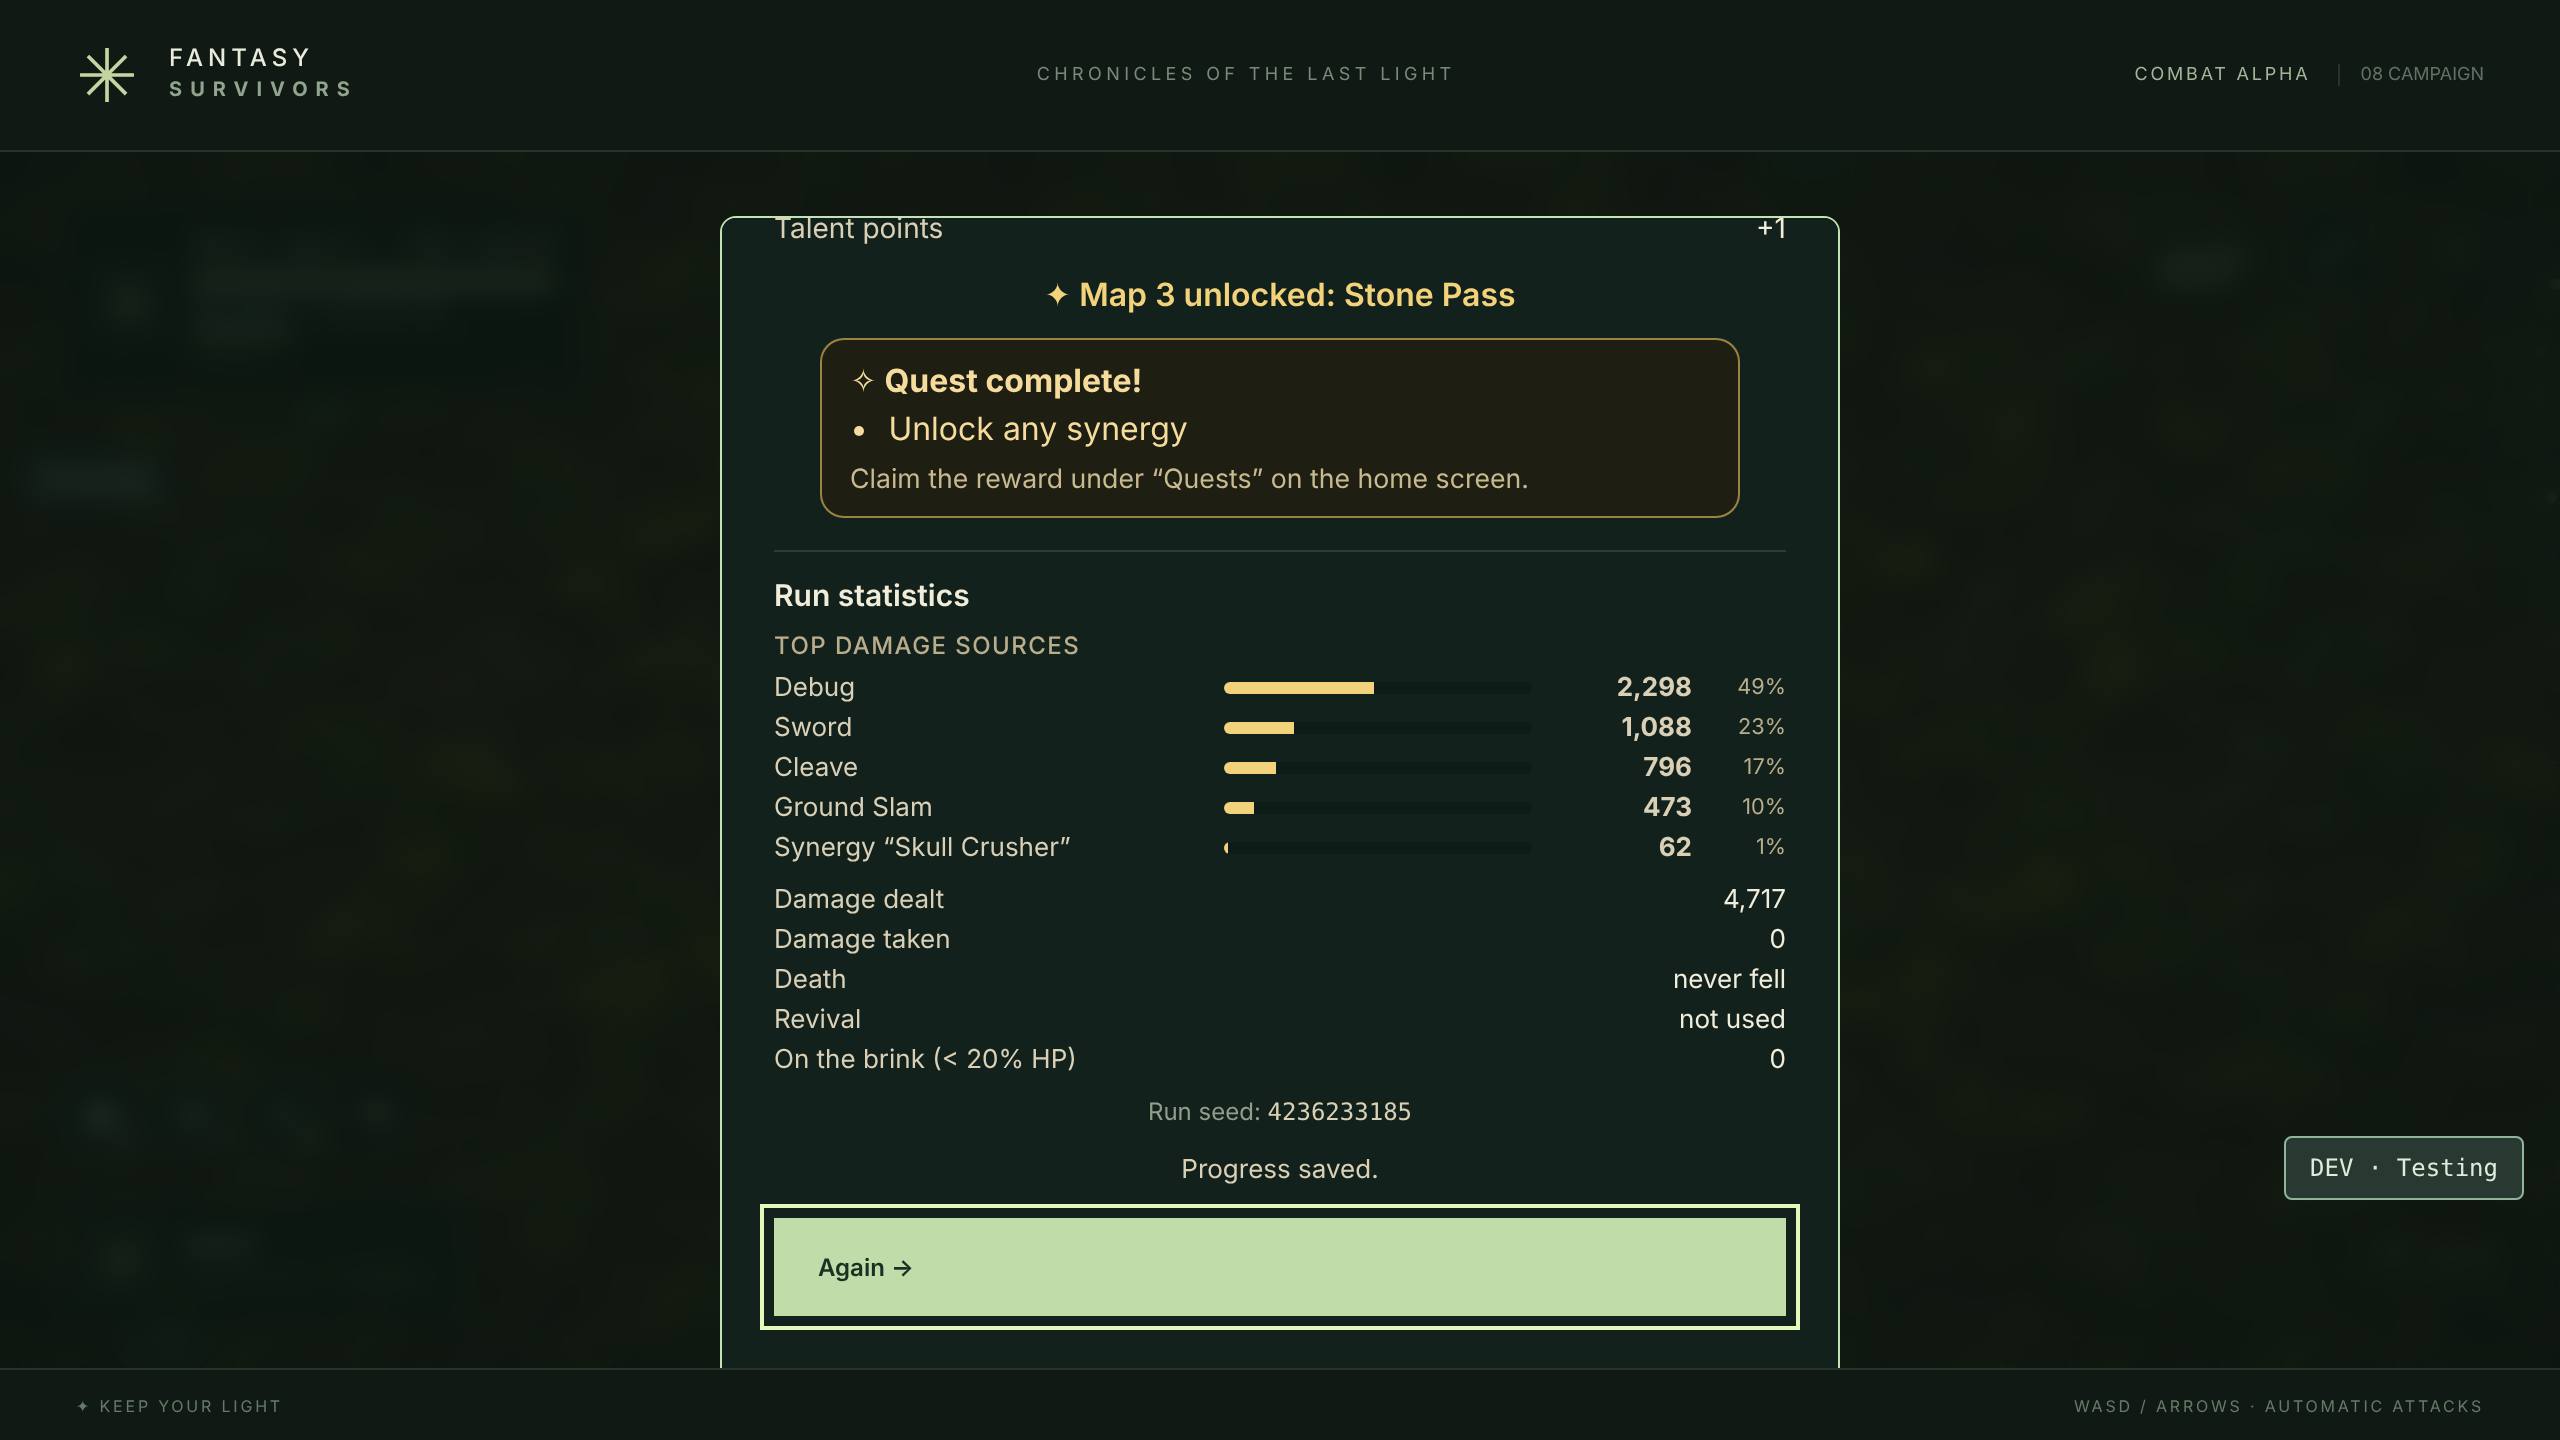 FANTASY
SURVIVORS
CHRONICLES OF THE LAST LIGHT
COMBAT ALPHA
08 CAMPAIGN
Talent points +1
✦ Map 3 unlocked: Stone Pass
✧ Quest complete!
• Unlock any synergy
Claim the reward under “Quests” on the home screen.
Run statistics
TOP DAMAGE SOURCES
Debug 2,298 49%
Sword 1,088 23%
Cleave 796 17%
Ground Slam 473 10%
Synergy “Skull Crusher” 62 1%
Damage dealt 4,717
Damage taken 0
Death never fell
Revival not used
On the brink (< 20% HP) 0
Run seed: 4236233185
Progress saved.
DEV · Testing
Again →
✦ KEEP YOUR LIGHT
WASD / ARROWS · AUTOMATIC ATTACKS